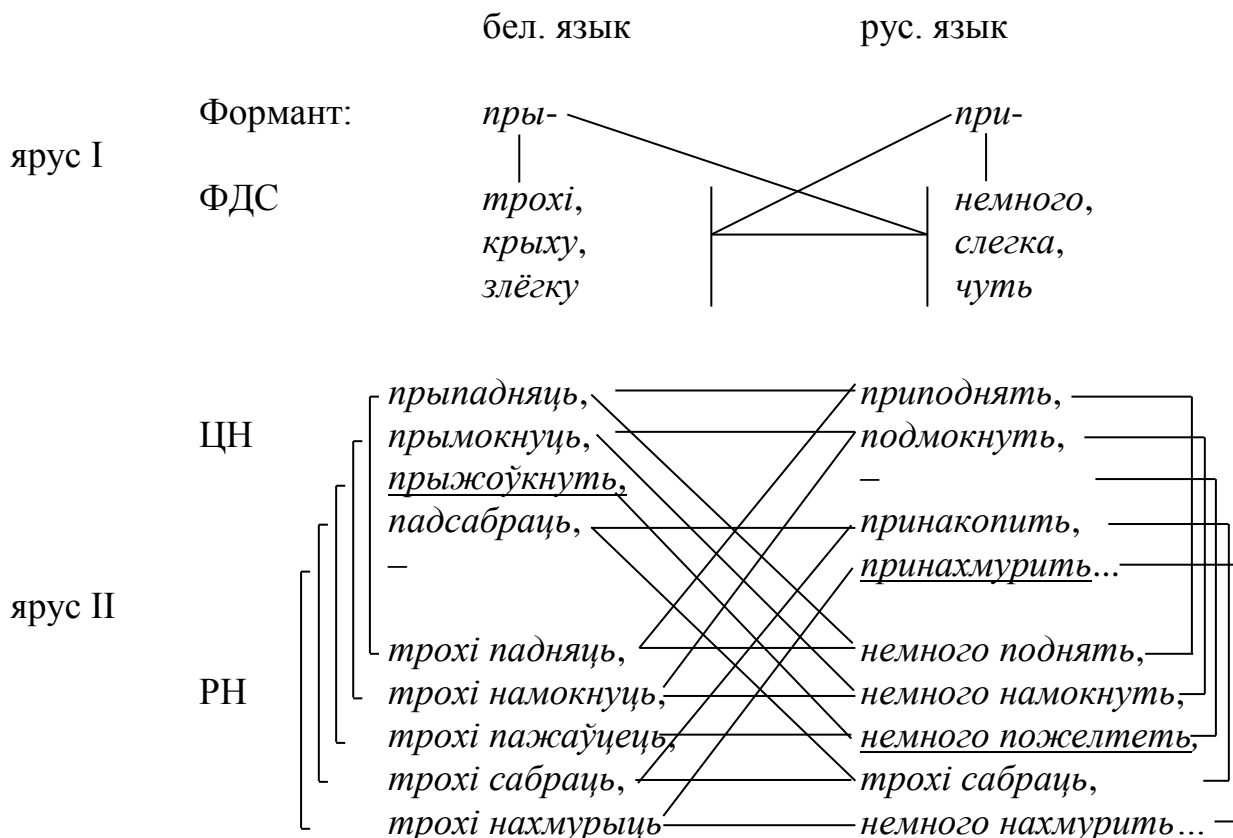 бел. язык рус. язык
Формант: пры- при-
ярус I
ФДС трохі, немного,
крыху, слегка,
злёгку чуть
прыпадняць, приподнять,
ЦН прымокнуць, подмокнуть,
прыжоўкнуть, –
падсабраць, принакопить,
– принахмурить...
ярус II
трохі падняць, немного поднять,
РН трохі намокнуць, немного намокнуть,
трохі пажаўцець, немного пожелтеть,
трохі сабраць, трохі сабраць,
трохі нахмурыць немного нахмурить...